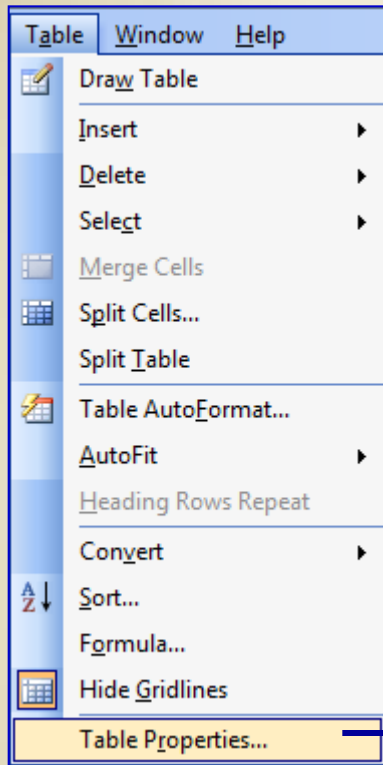 Table Window Help
Draw Table
Insert
Delete
Select
Merge Cells
Split Cells...
Split Table
Table AutoFormat...
AutoFit
Heading Rows Repeat
Convert
Sort...
Formula...
Hide Gridlines
Table Properties...